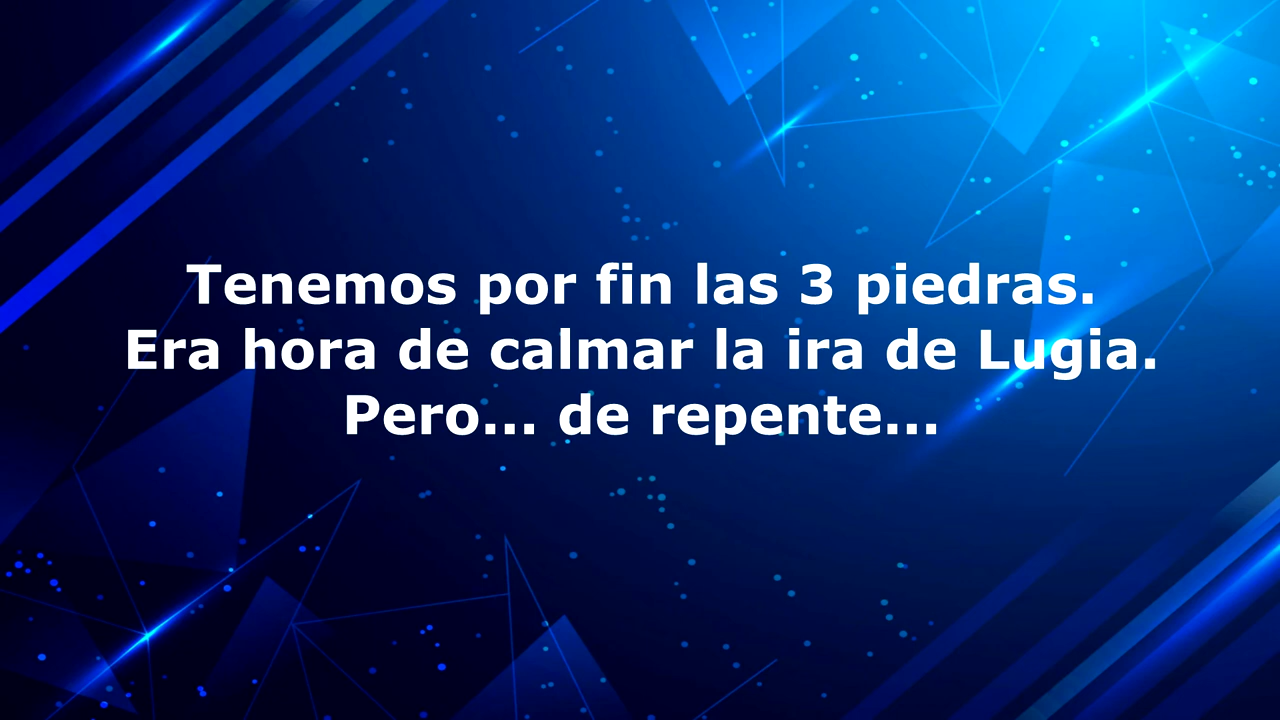 Tenemos por fin las 3 piedras.
Era hora de calmar la ira de Lugia.
Pero... de repente...